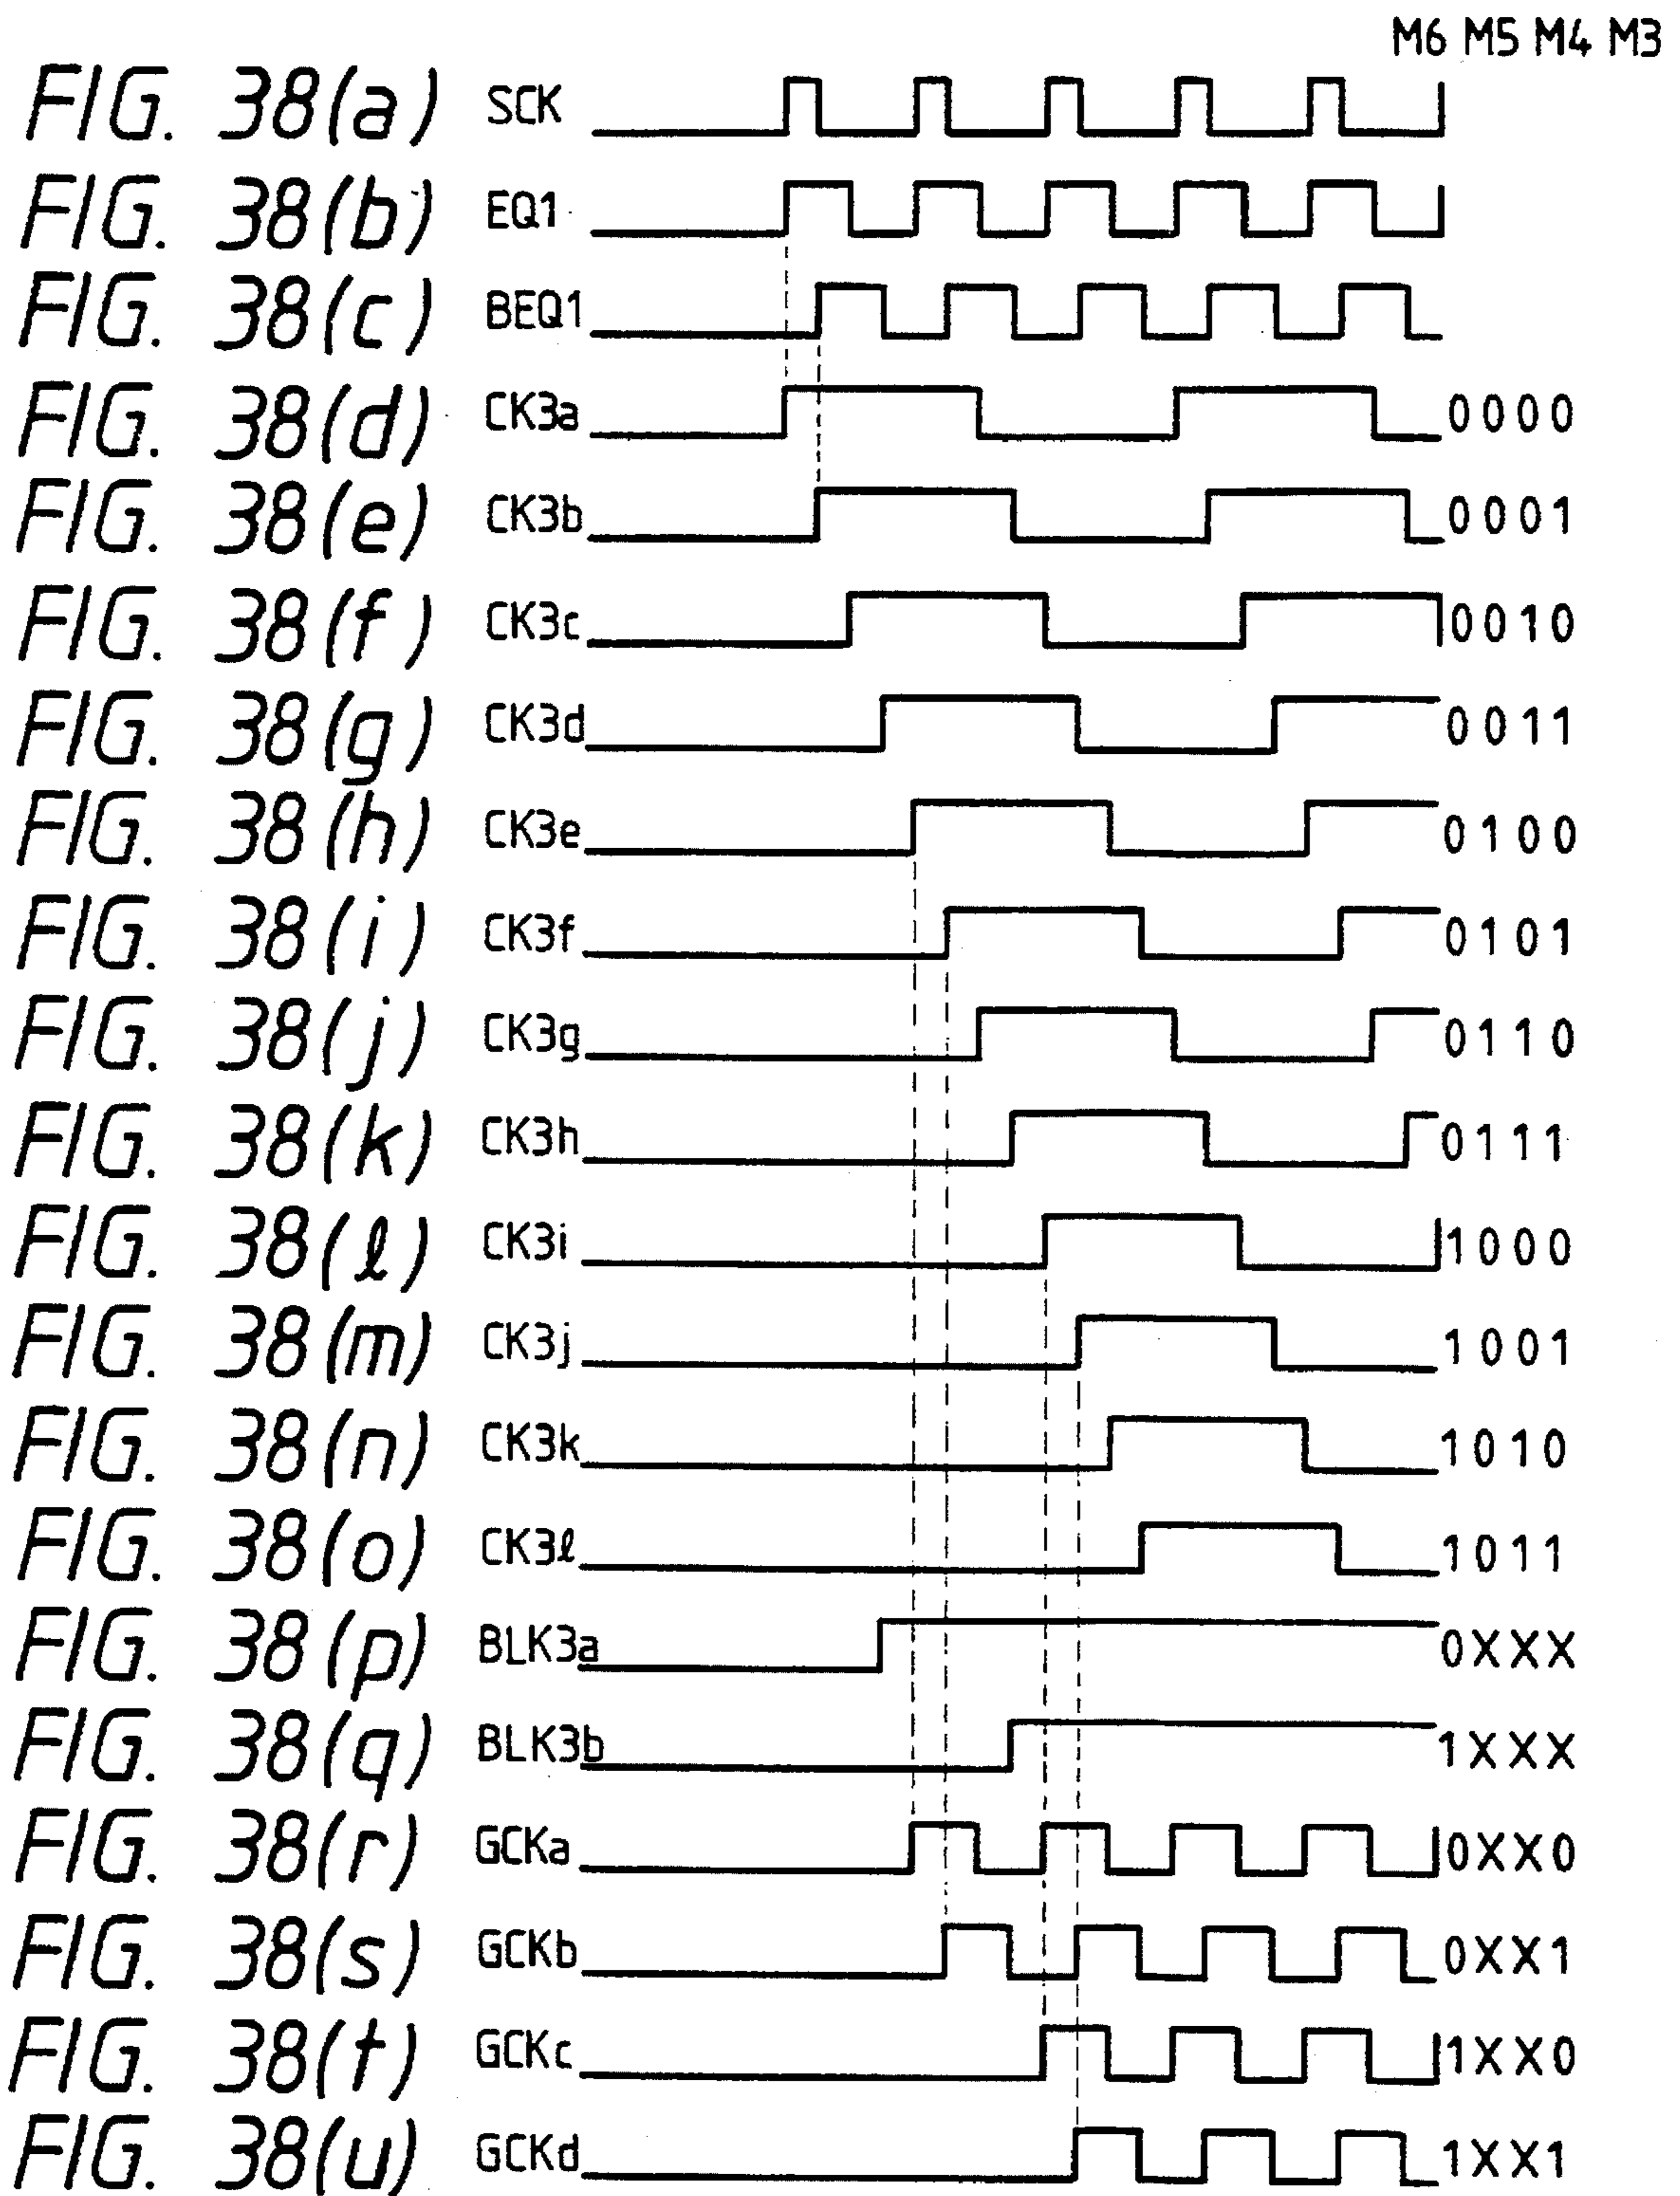 M6 M5 M4 M3
FIG. 38(a) SCK
FIG. 38(b) EQ1
FIG. 38(c) BEQ1
FIG. 38(d) CK3a 0000
FIG. 38(e) CK3b 0001
FIG. 38(f) CK3c 0010
FIG. 38(g) CK3d 0011
FIG. 38(h) CK3e 0100
FIG. 38(i) CK3f 0101
FIG. 38(j) CK3g 0110
FIG. 38(k) CK3h 0111
FIG. 38(ℓ) CK3i 1000
FIG. 38(m) CK3j 1001
FIG. 38(n) CK3k 1010
FIG. 38(o) CK3ℓ 1011
FIG. 38(p) BLK3a 0XXX
FIG. 38(q) BLK3b 1XXX
FIG. 38(r) GCKa 0XX0
FIG. 38(s) GCKb 0XX1
FIG. 38(t) GCKc 1XX0
FIG. 38(u) GCKd 1XX1